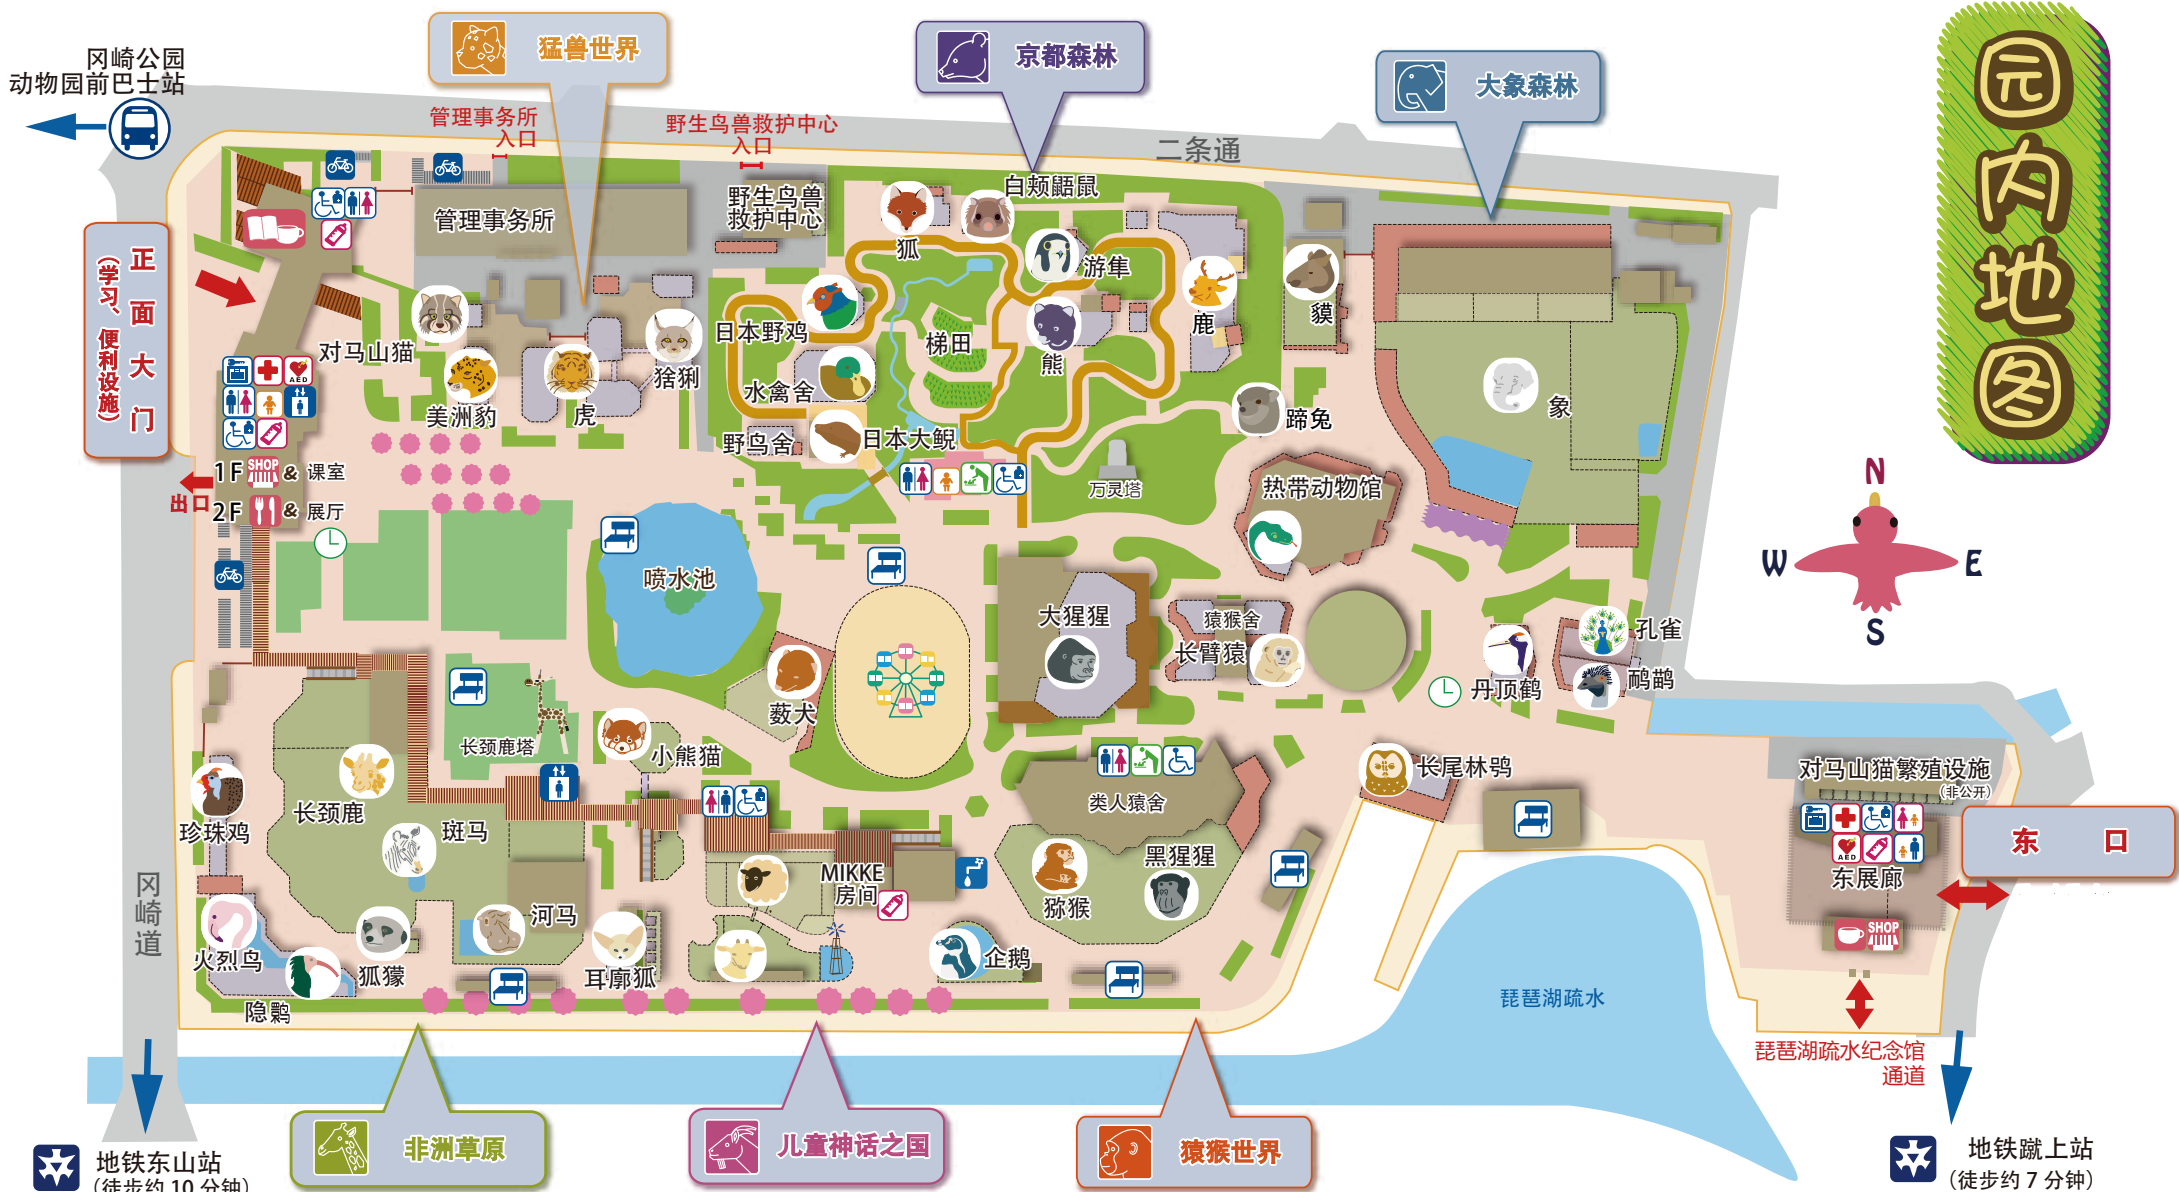 园内地图
冈崎公园
动物园前巴士站
猛兽世界
京都森林
大象森林
管理事务所
入口
野生鸟兽救护中心
入口
二条通
正面大门
(学习、便利设施)
管理事务所
野生鸟兽
救护中心
狐
白颊鼯鼠
游隼
鹿
貘
对马山猫
美洲豹
虎
猞猁
日本野鸡
水禽舍
野鸟舍
日本大鲵
梯田
熊
蹄兔
象
万灵塔
热带动物馆
AED
1F SHOP & 课室
出口
2F & 展厅
喷水池
大猩猩
猿猴舍
长臂猿
丹顶鹤
孔雀
鸸鹋
薮犬
长颈鹿塔
小熊猫
长颈鹿
斑马
珍珠鸡
火烈鸟
隐鹮
狐獴
河马
耳廓狐
MIKKE
房间
企鹅
类人猿舍
猕猴
黑猩猩
长尾林鸮
对马山猫繁殖设施
(非公开)
AED
东展廊
SHOP
东口
N
W
E
S
冈崎道
琵琶湖疏水
琵琶湖疏水纪念馆
通道
非洲草原
儿童神话之国
猿猴世界
地铁东山站
(徒步约 10 分钟)
地铁蹴上站
(徒步约 7 分钟)